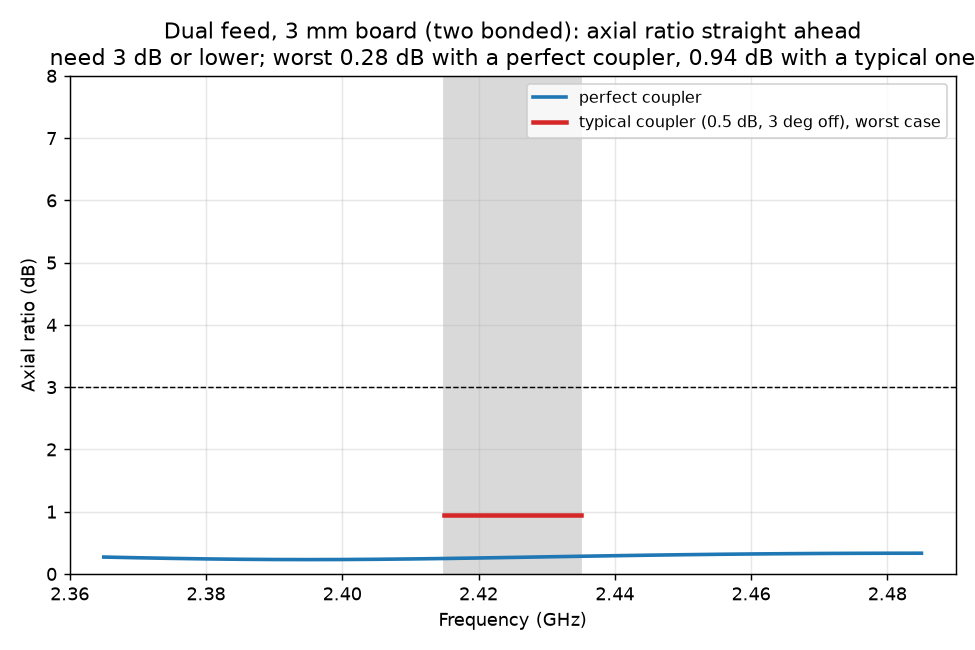 Dual feed, 3 mm board (two bonded): axial ratio straight ahead
need 3 dB or lower; worst 0.28 dB with a perfect coupler, 0.94 dB with a typical one
perfect coupler
typical coupler (0.5 dB, 3 deg off), worst case
Axial ratio (dB)
8
7
6
5
4
3
2
1
0
2.36
2.38
2.40
2.42
2.44
2.46
2.48
Frequency (GHz)